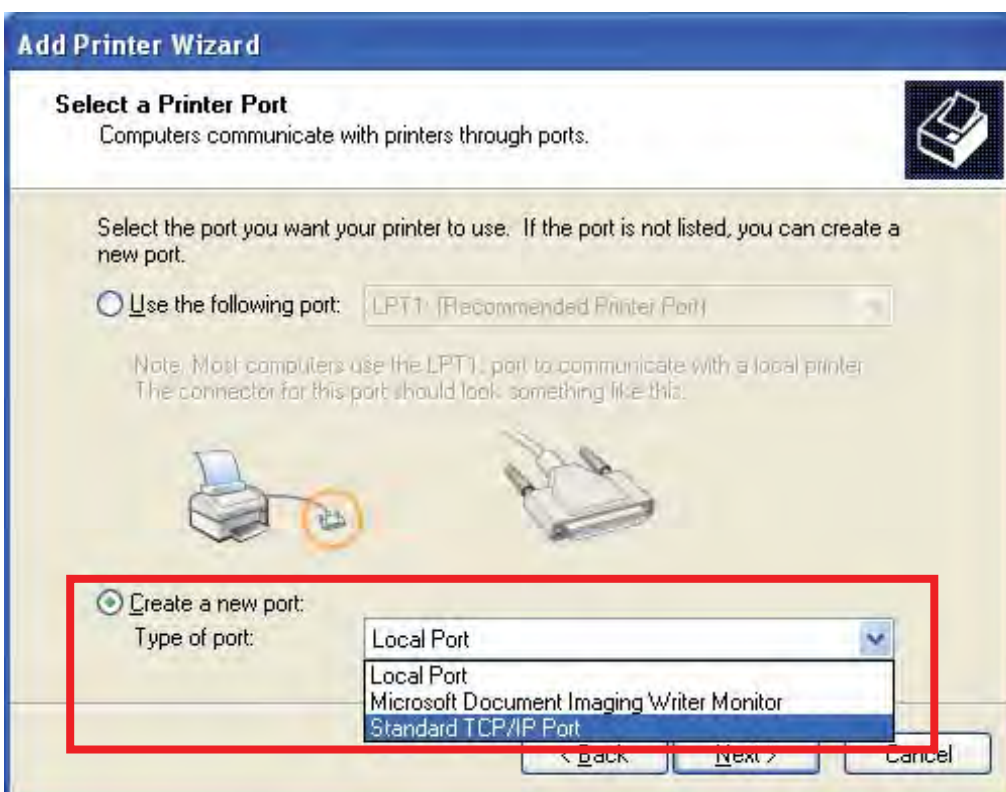 Add Printer Wizard
Select a Printer Port
Computers communicate with printers through ports.
Select the port you want your printer to use. If the port is not listed, you can create a
new port.
Use the following port: LPT1: (Recommended Printer Port)
Note: Most computers use the LPT1: port to communicate with a local printer.
The connector for this port should look something like this:
Create a new port:
Type of port: Local Port
Local Port
Microsoft Document Imaging Writer Monitor
Standard TCP/IP Port
< Back Next > Cancel